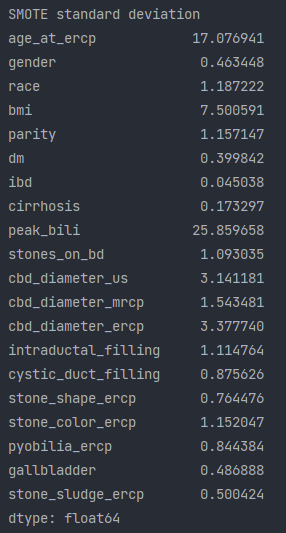 SMOTE standard deviation
age_at_ercp 17.076941
gender 0.463448
race 1.187222
bmi 7.500591
parity 1.157147
dm 0.399842
ibd 0.045038
cirrhosis 0.173297
peak_bili 25.859658
stones_on_bd 1.093035
cbd_diameter_us 3.141181
cbd_diameter_mrcp 1.543481
cbd_diameter_ercp 3.377740
intraductal_filling 1.114764
cystic_duct_filling 0.875626
stone_shape_ercp 0.764476
stone_color_ercp 1.152047
pyobilia_ercp 0.844384
gallbladder 0.486888
stone_sludge_ercp 0.500424
dtype: float64